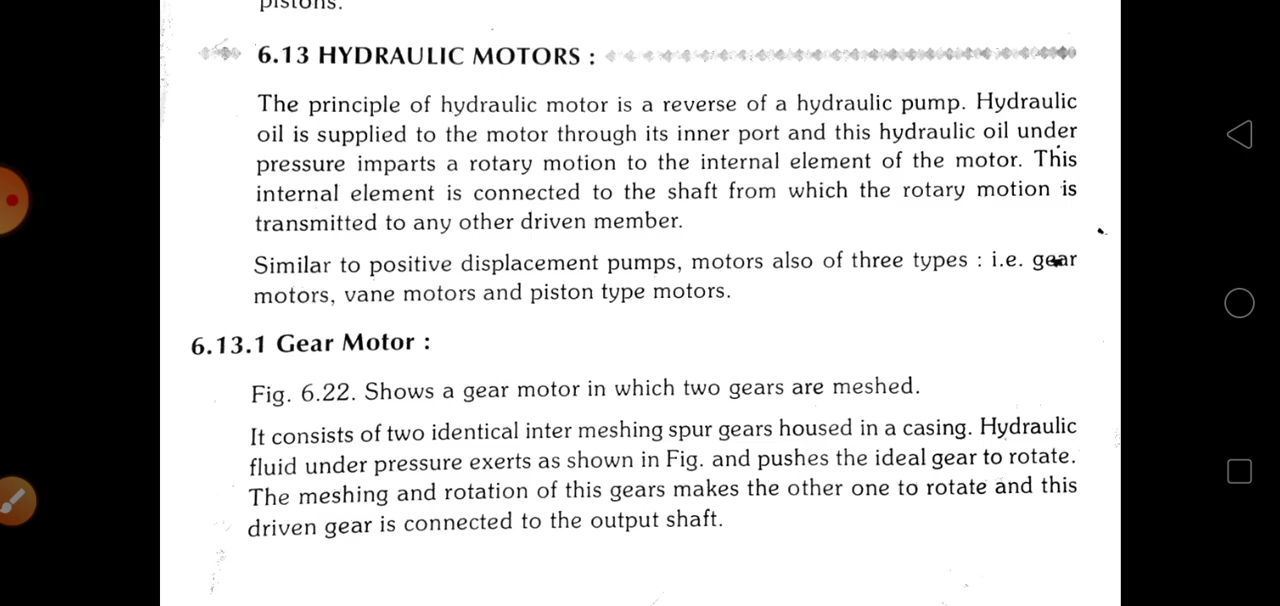 pistons.
6.13 HYDRAULIC MOTORS :
The principle of hydraulic motor is a reverse of a hydraulic pump. Hydraulic
oil is supplied to the motor through its inner port and this hydraulic oil under
pressure imparts a rotary motion to the internal element of the motor. This
internal element is connected to the shaft from which the rotary motion is
transmitted to any other driven member.
Similar to positive displacement pumps, motors also of three types : i.e. gear
motors, vane motors and piston type motors.
6.13.1 Gear Motor :
Fig. 6.22. Shows a gear motor in which two gears are meshed.
It consists of two identical inter meshing spur gears housed in a casing. Hydraulic
fluid under pressure exerts as shown in Fig. and pushes the ideal gear to rotate.
The meshing and rotation of this gears makes the other one to rotate and this
driven gear is connected to the output shaft.